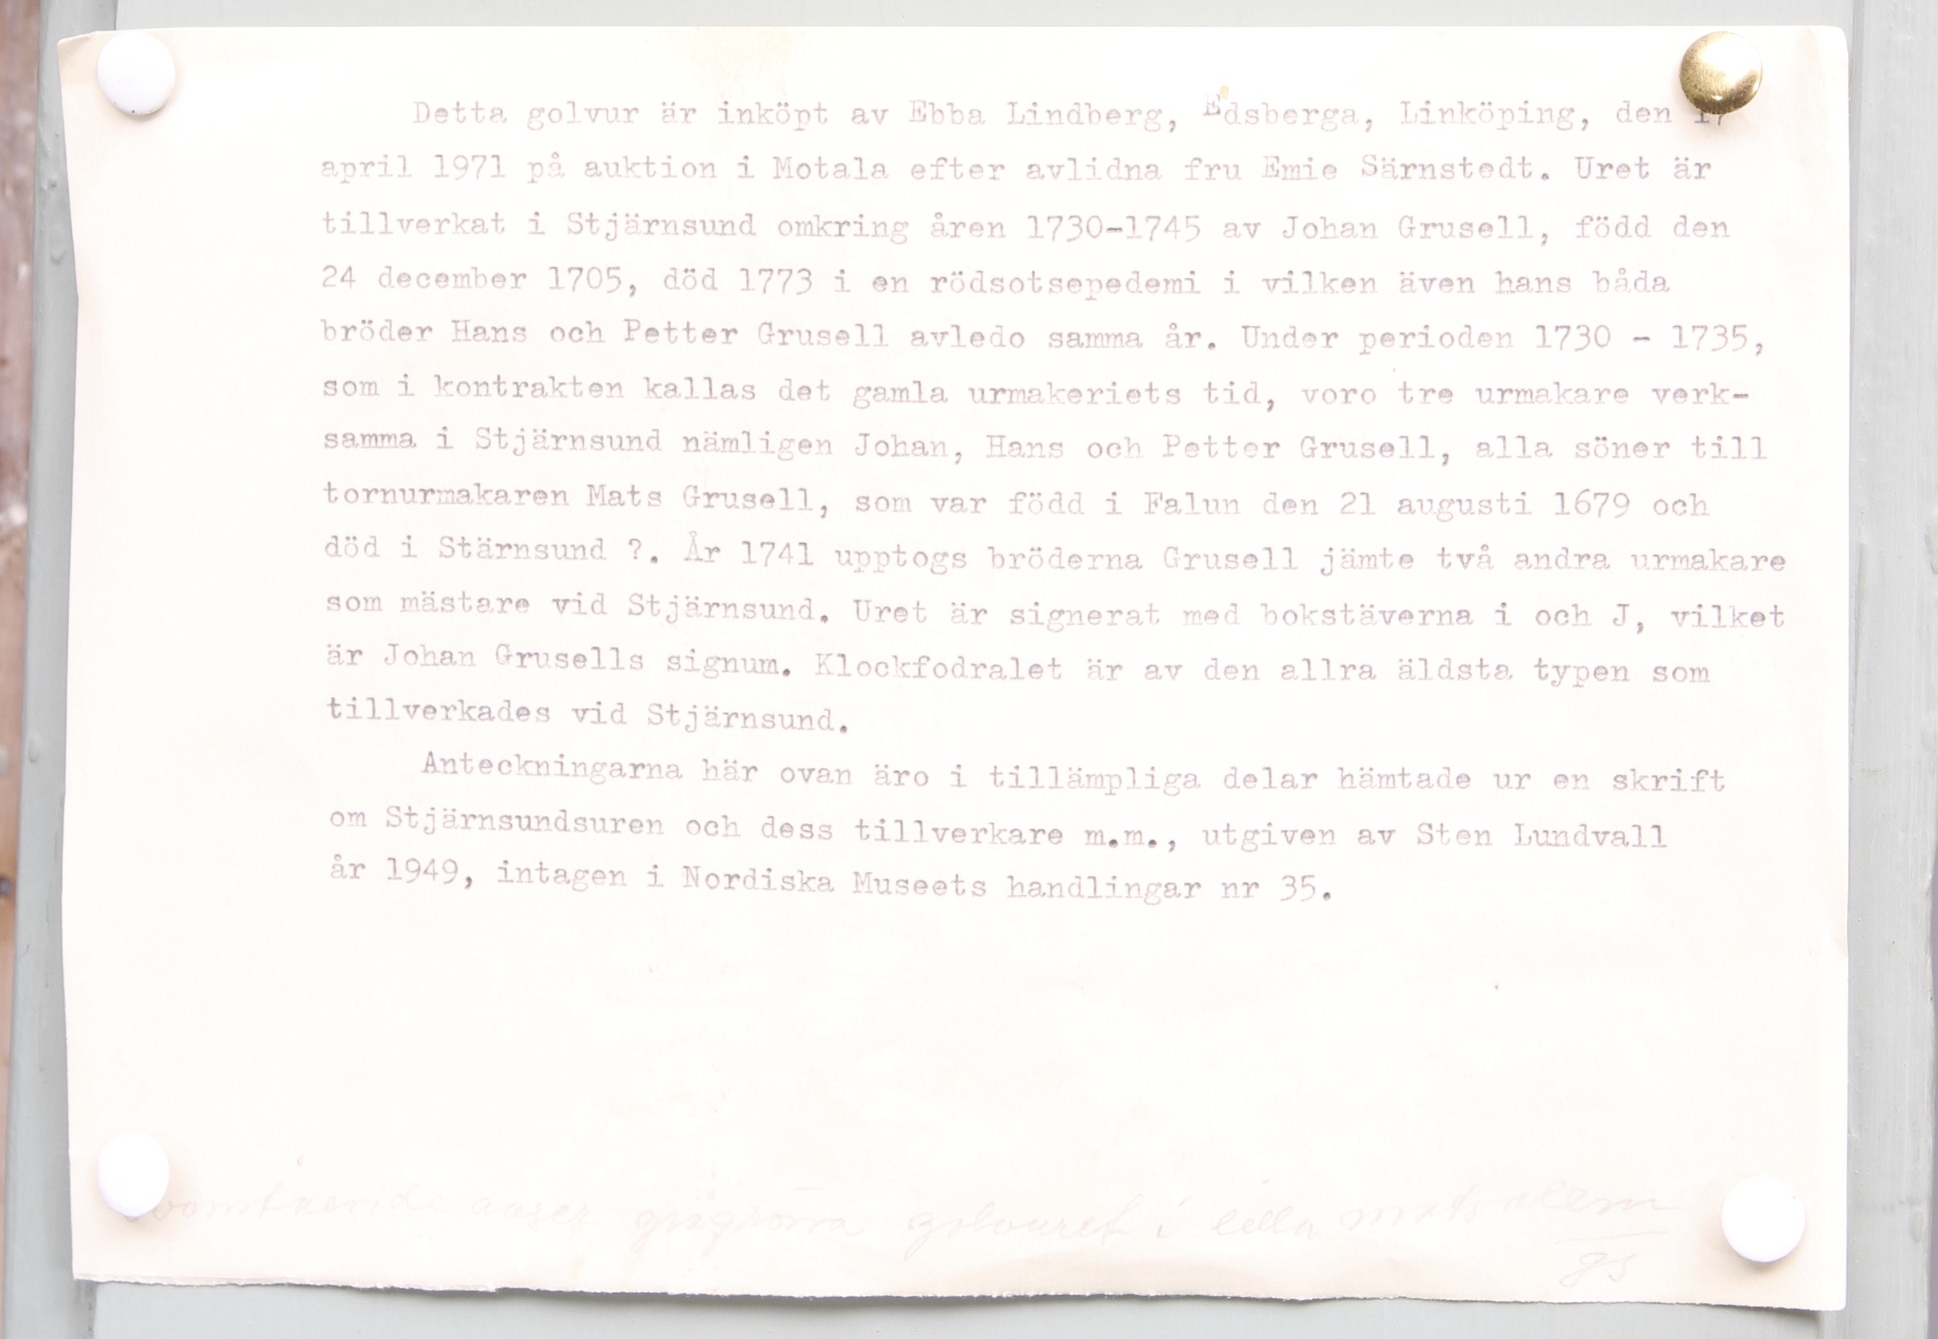 Detta golvur är inköpt av Ebba Lindberg, Edsberga, Linköping, den 17
april 1971 på auktion i Motala efter avlidna fru Emie Särnstedt. Uret är
tillverkat i Stjärnsund omkring åren 1730-1745 av Johan Grusell, född den
24 december 1705, död 1773 i en rödsotsepedemi i vilken även hans båda
bröder Hans och Petter Grusell avledo samma år. Under perioden 1730 - 1735,
som i kontrakten kallas det gamla urmakeriets tid, voro tre urmakare verk-
samma i Stjärnsund nämligen Johan, Hans och Petter Grusell, alla söner till
tornurmakaren Mats Grusell, som var född i Falun den 21 augusti 1679 och
död i Stärnsund ?. År 1741 upptogs bröderna Grusell jämte två andra urmakare
som mästare vid Stjärnsund. Uret är signerat med bokstäverna i och J, vilket
är Johan Grusells signum. Klockfodralet är av den allra äldsta typen som
tillverkades vid Stjärnsund.
Anteckningarna här ovan äro i tillämpliga delar hämtade ur en skrift
om Stjärnsundsuren och dess tillverkare m.m., utgiven av Sten Lundvall
år 1949, intagen i Nordiska Museets handlingar nr 35.
golvuret i lilla matsalen
gs